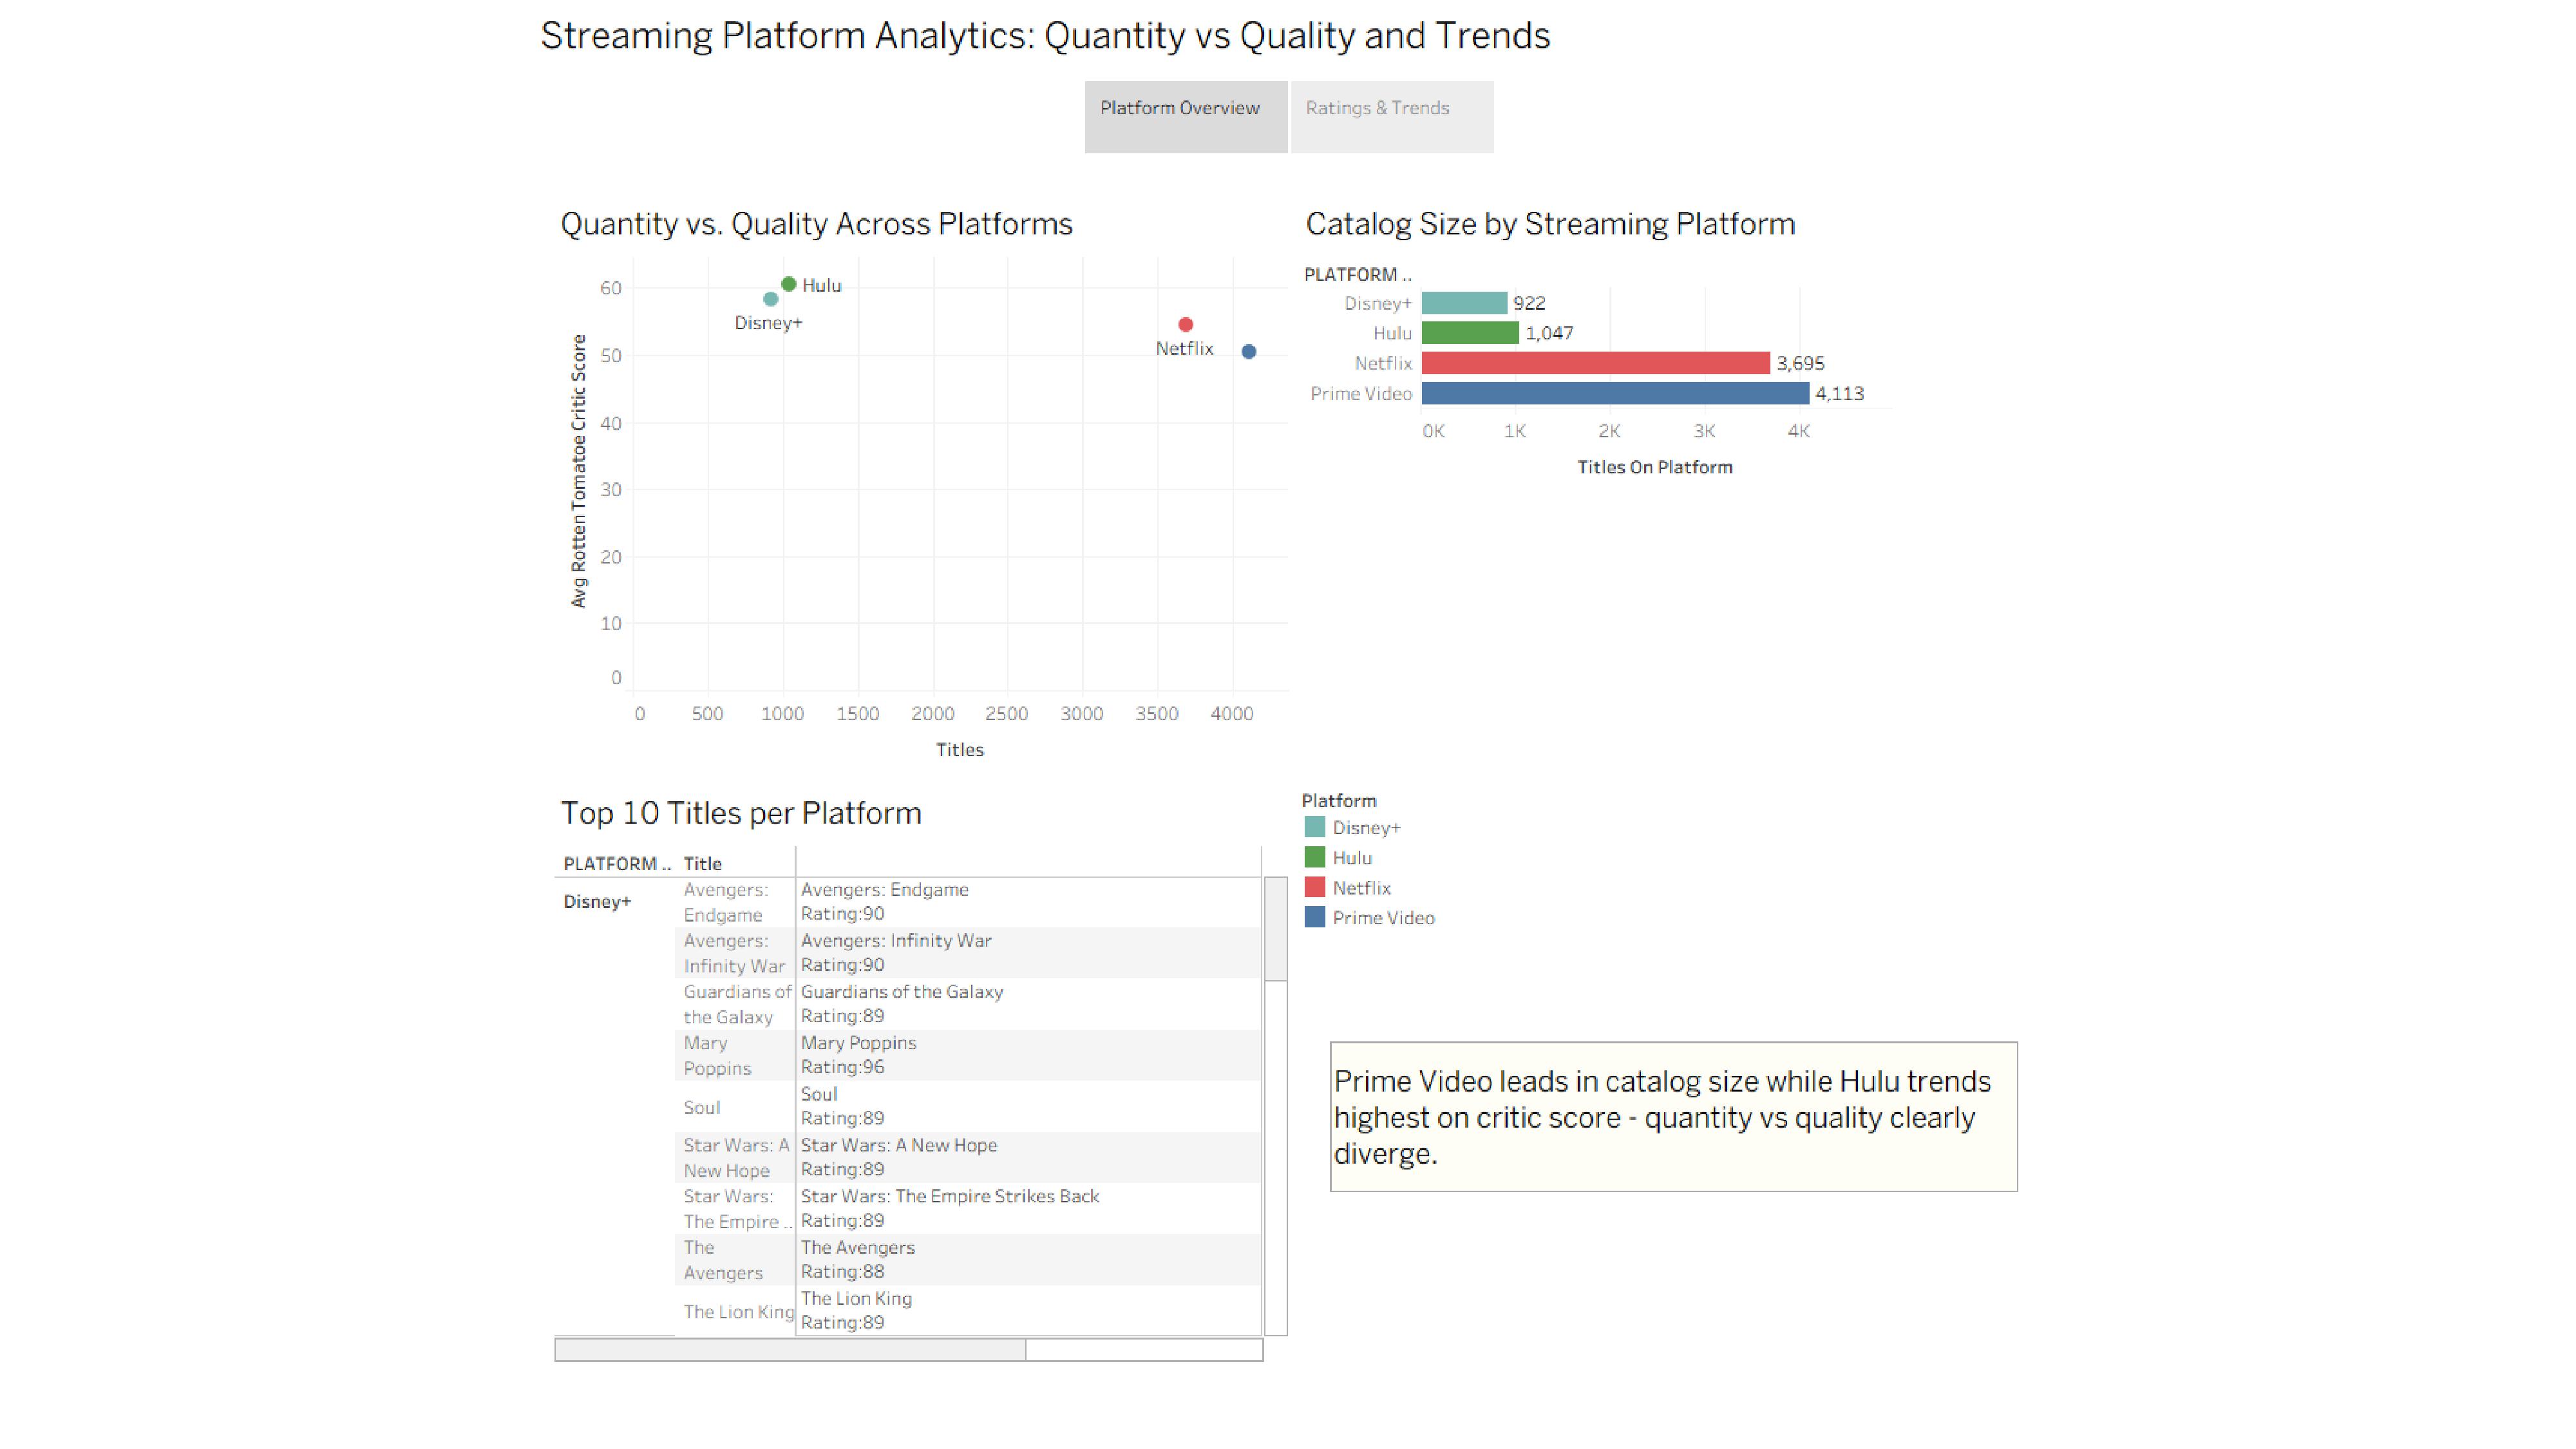 Streaming Platform Analytics: Quantity vs Quality and Trends
Platform Overview
Ratings & Trends
Quantity vs. Quality Across Platforms
60
50
40
30
20
10
0
Avg Rotten Tomatoe Critic Score
Hulu
Disney+
Netflix
0 500 1000 1500 2000 2500 3000 3500 4000
Titles
Catalog Size by Streaming Platform
PLATFORM ..
Disney+ 922
Hulu 1,047
Netflix 3,695
Prime Video 4,113
0K 1K 2K 3K 4K
Titles On Platform
Top 10 Titles per Platform
PLATFORM .. Title
Disney+
Avengers:
Endgame
Avengers: Endgame
Rating:90
Avengers:
Infinity War
Avengers: Infinity War
Rating:90
Guardians of
the Galaxy
Guardians of the Galaxy
Rating:89
Mary
Poppins
Mary Poppins
Rating:96
Soul
Soul
Rating:89
Star Wars: A
New Hope
Star Wars: A New Hope
Rating:89
Star Wars:
The Empire ..
Star Wars: The Empire Strikes Back
Rating:89
The
Avengers
The Avengers
Rating:88
The Lion King
The Lion King
Rating:89
Platform
Disney+
Hulu
Netflix
Prime Video
Prime Video leads in catalog size while Hulu trends
highest on critic score - quantity vs quality clearly
diverge.